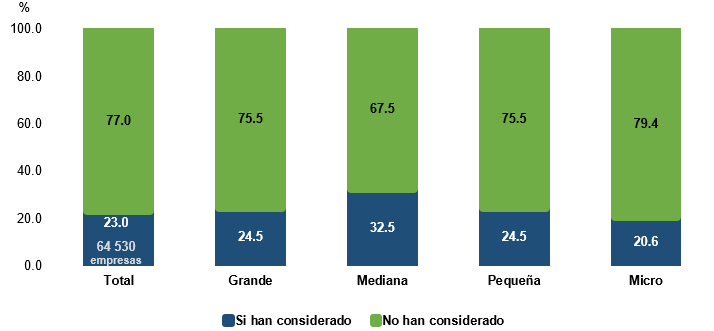 %
100.0
80.0
60.0
40.0
20.0
0.0
77.0
75.5
67.5
75.5
79.4
23.0
64 530
empresas
24.5
32.5
24.5
20.6
Total
Grande
Mediana
Pequeña
Micro
Si han considerado
No han considerado